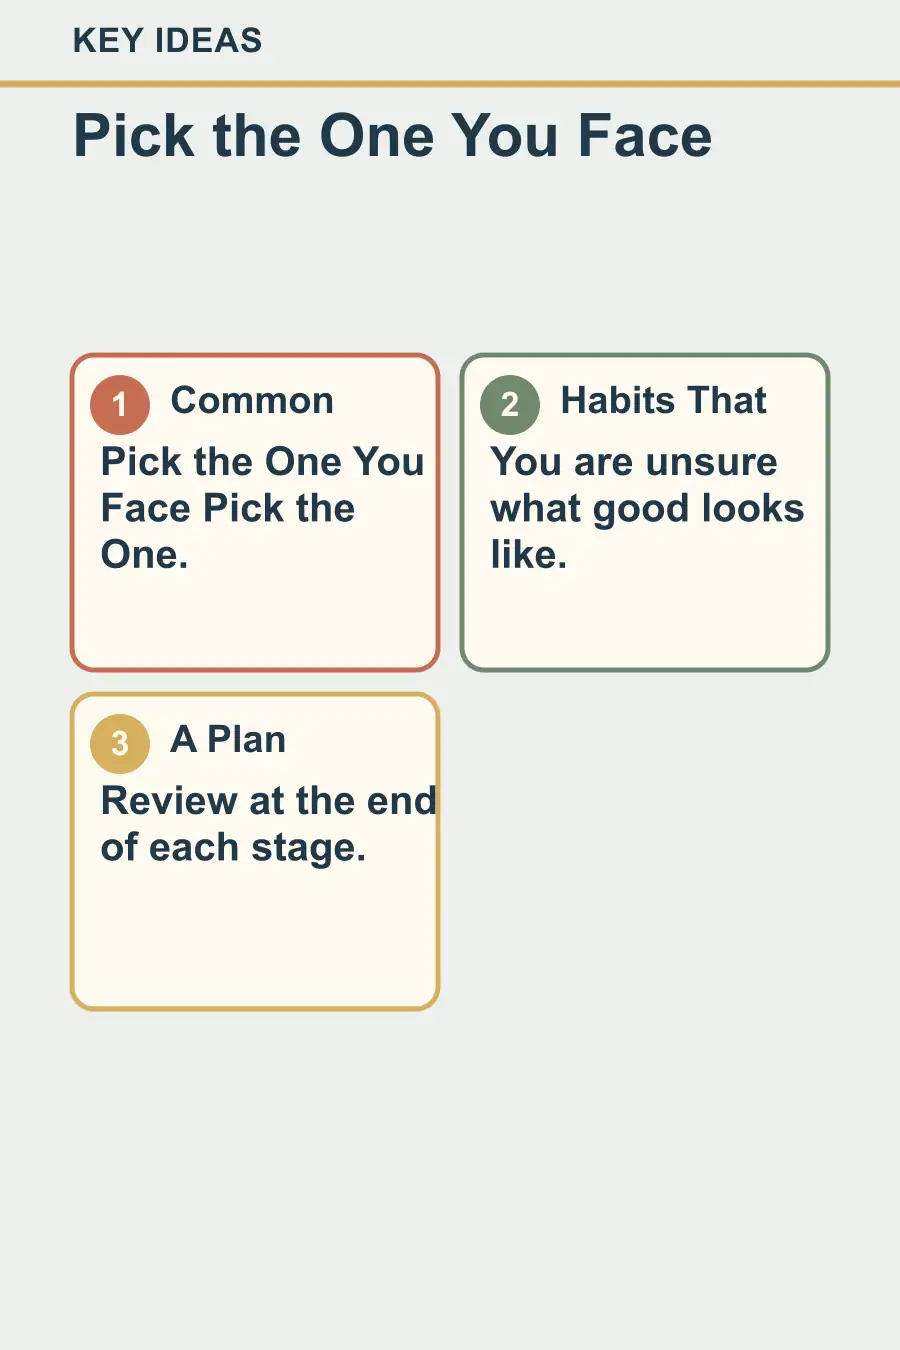 KEY IDEAS
Pick the One You Face
1
Common
Pick the One You
Face Pick the
One.
2
Habits That
You are unsure
what good looks
like.
3
A Plan
Review at the end
of each stage.